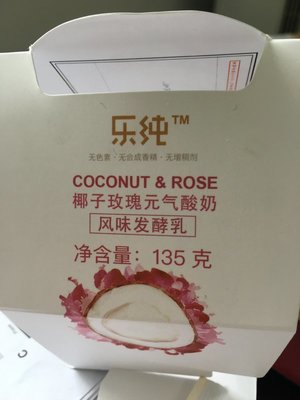 乐纯™
无色素·无合成香精·无增稠剂
COCONUT & ROSE
椰子玫瑰元气酸奶
风味发酵乳
净含量：135 克